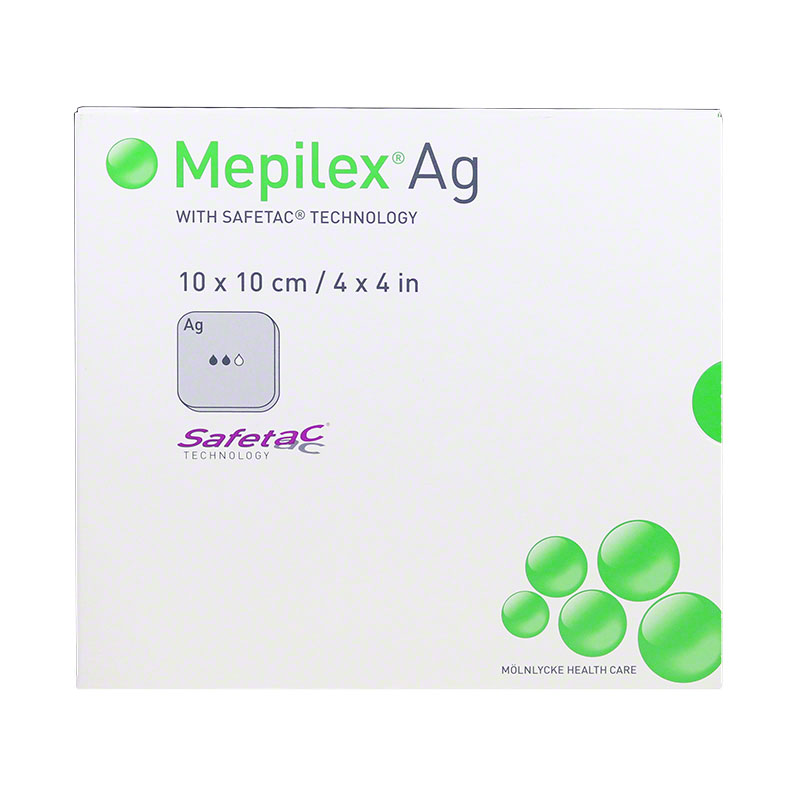 Mepilex® Ag
WITH SAFETAC® TECHNOLOGY
10 x 10 cm / 4 x 4 in
Ag
Safetac®
TECHNOLOGY
MÖLNLYCKE HEALTH CARE